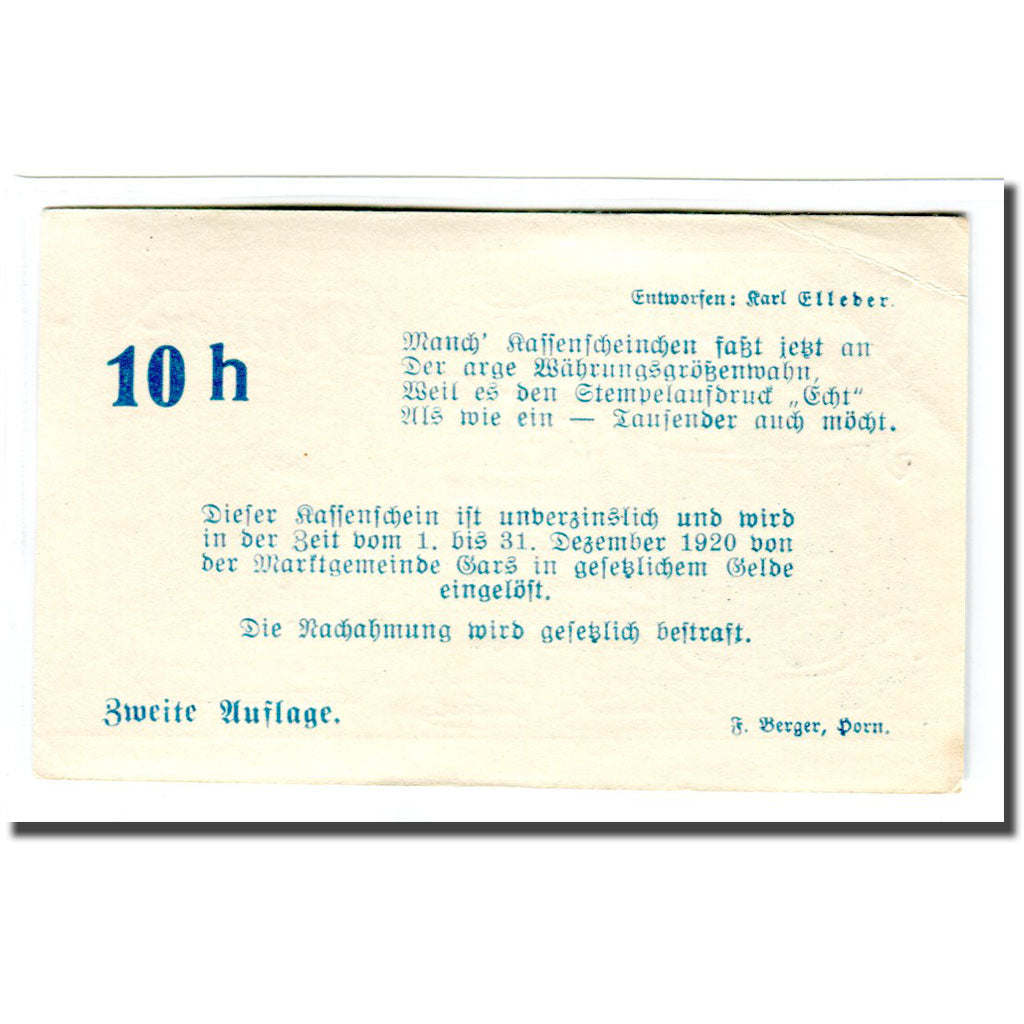 Entworfen: Karl Elleder.
10 h
Manch' Kassenscheinchen faßt jetzt an
Der arge Währungsgrößenwahn,
Weil es den Stempelaufdruck „Echt“
Als wie ein — Tausender auch möcht.
Dieser Kassenschein ist unverzinslich und wird
in der Zeit vom 1. bis 31. Dezember 1920 von
der Marktgemeinde Gars in gesetzlichem Gelde
eingelöst.
Die Nachahmung wird gesetzlich bestraft.
Zweite Auflage.
F. Berger, Horn.